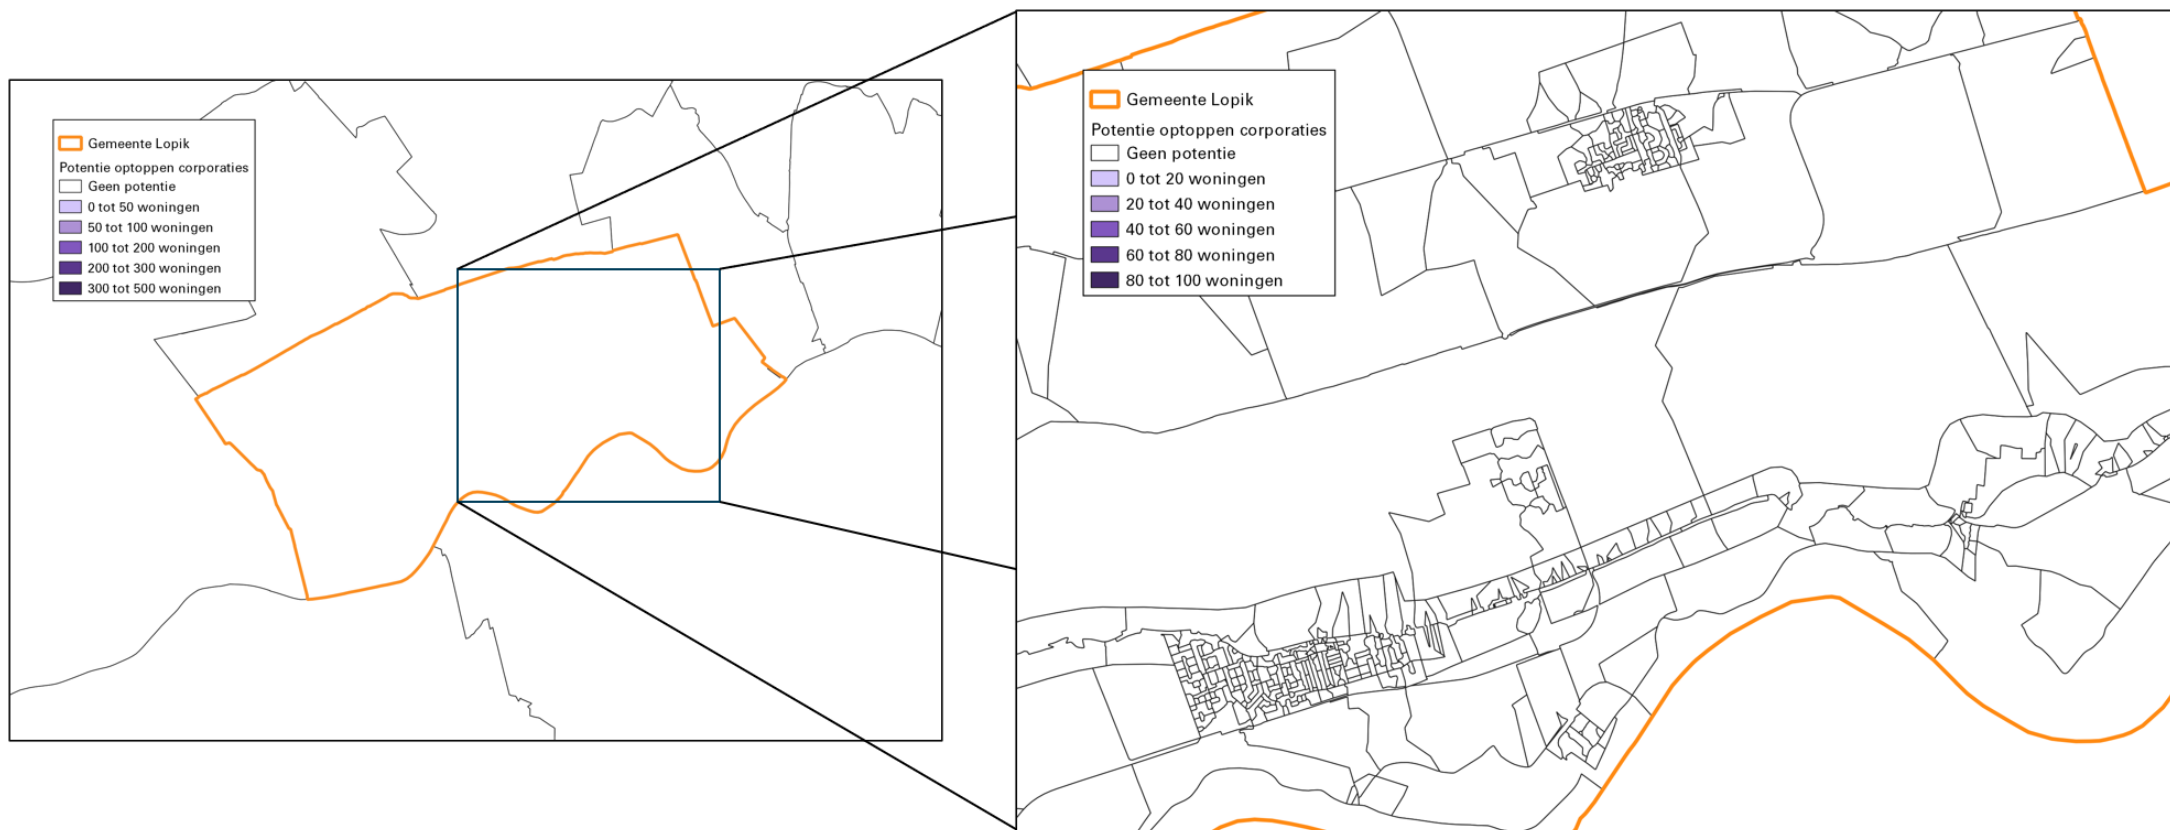 Gemeente Lopik
Potentie optoppen corporaties
Geen potentie
0 tot 50 woningen
50 tot 100 woningen
100 tot 200 woningen
200 tot 300 woningen
300 tot 500 woningen
Gemeente Lopik
Potentie optoppen corporaties
Geen potentie
0 tot 20 woningen
20 tot 40 woningen
40 tot 60 woningen
60 tot 80 woningen
80 tot 100 woningen